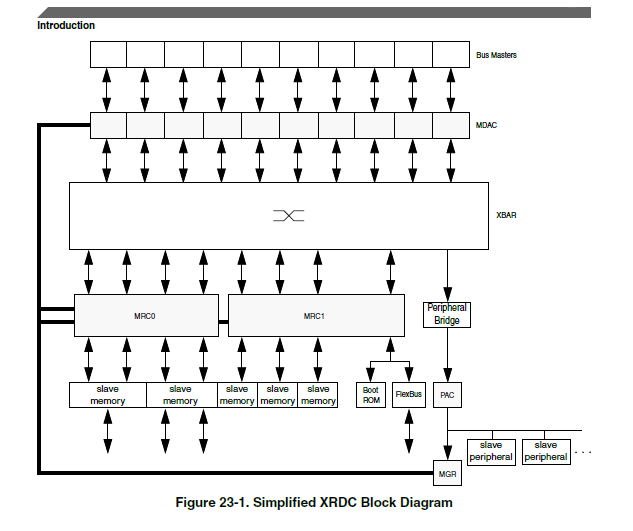 Introduction
Bus Masters
MDAC
XBAR
MRC0
MRC1
Peripheral
Bridge
slave
memory
slave
memory
slave
memory
slave
memory
slave
memory
Boot
ROM
FlexBus
PAC
slave
peripheral
slave
peripheral
. . .
MGR
Figure 23-1. Simplified XRDC Block Diagram